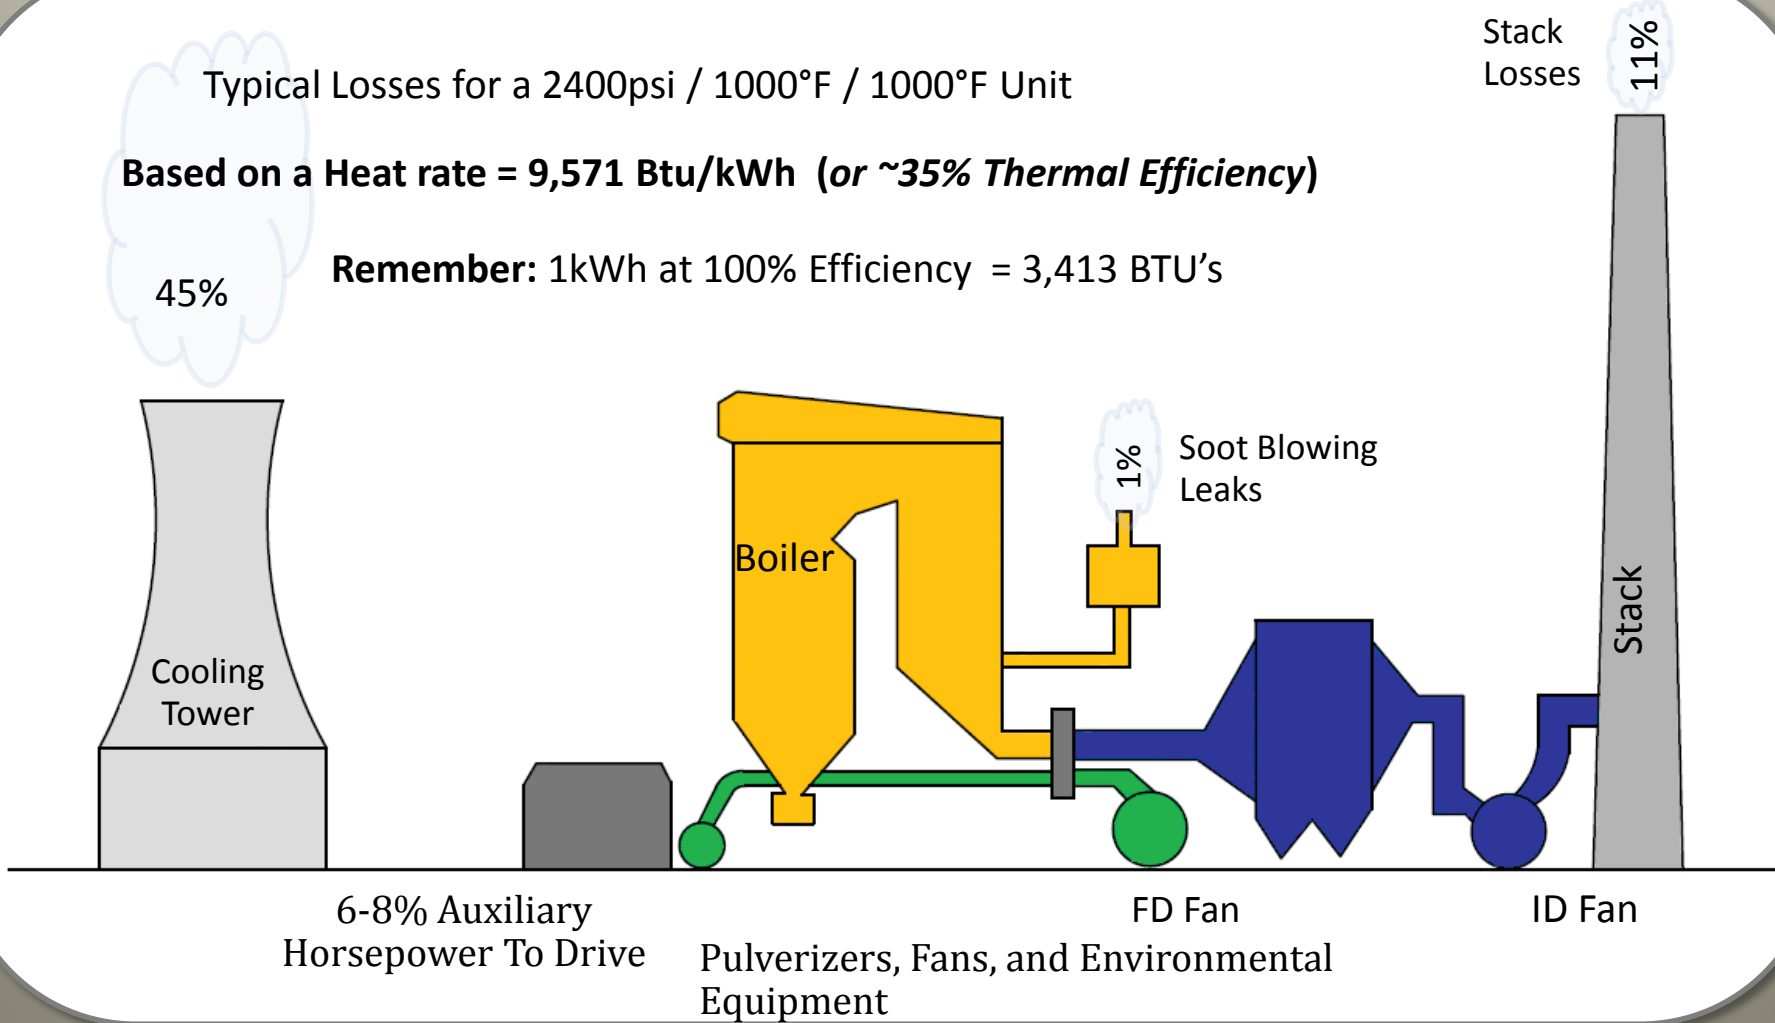 Stack
Losses
11%
Typical Losses for a 2400psi / 1000°F / 1000°F Unit
Based on a Heat rate = 9,571 Btu/kWh  (or ~35% Thermal Efficiency)
Remember: 1kWh at 100% Efficiency  = 3,413 BTU’s
45%
1%
Soot Blowing
Leaks
Boiler
Stack
Cooling
Tower
6-8% Auxiliary
Horsepower To Drive
FD Fan
ID Fan
Pulverizers, Fans, and Environmental
Equipment